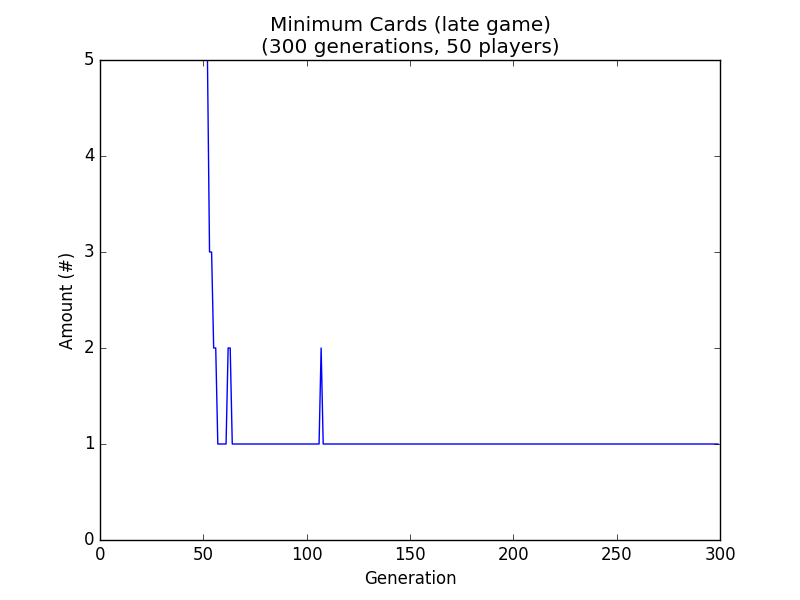 Minimum Cards (late game)
(300 generations, 50 players)
5
4
3
2
1
0
Amount (#)
0 50 100 150 200 250 300
Generation